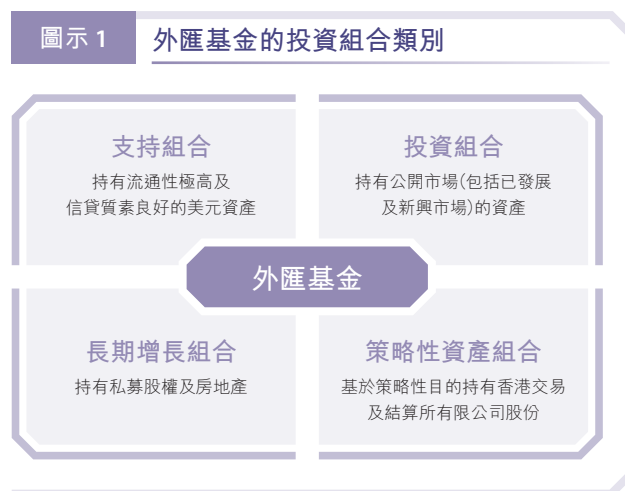 圖示 1
外匯基金的投資組合類別
支持組合
持有流通性極高及
信貸質素良好的美元資產
投資組合
持有公開市場(包括已發展
及新興市場)的資產
外匯基金
長期增長組合
持有私募股權及房地產
策略性資產組合
基於策略性目的持有香港交易
及結算所有限公司股份